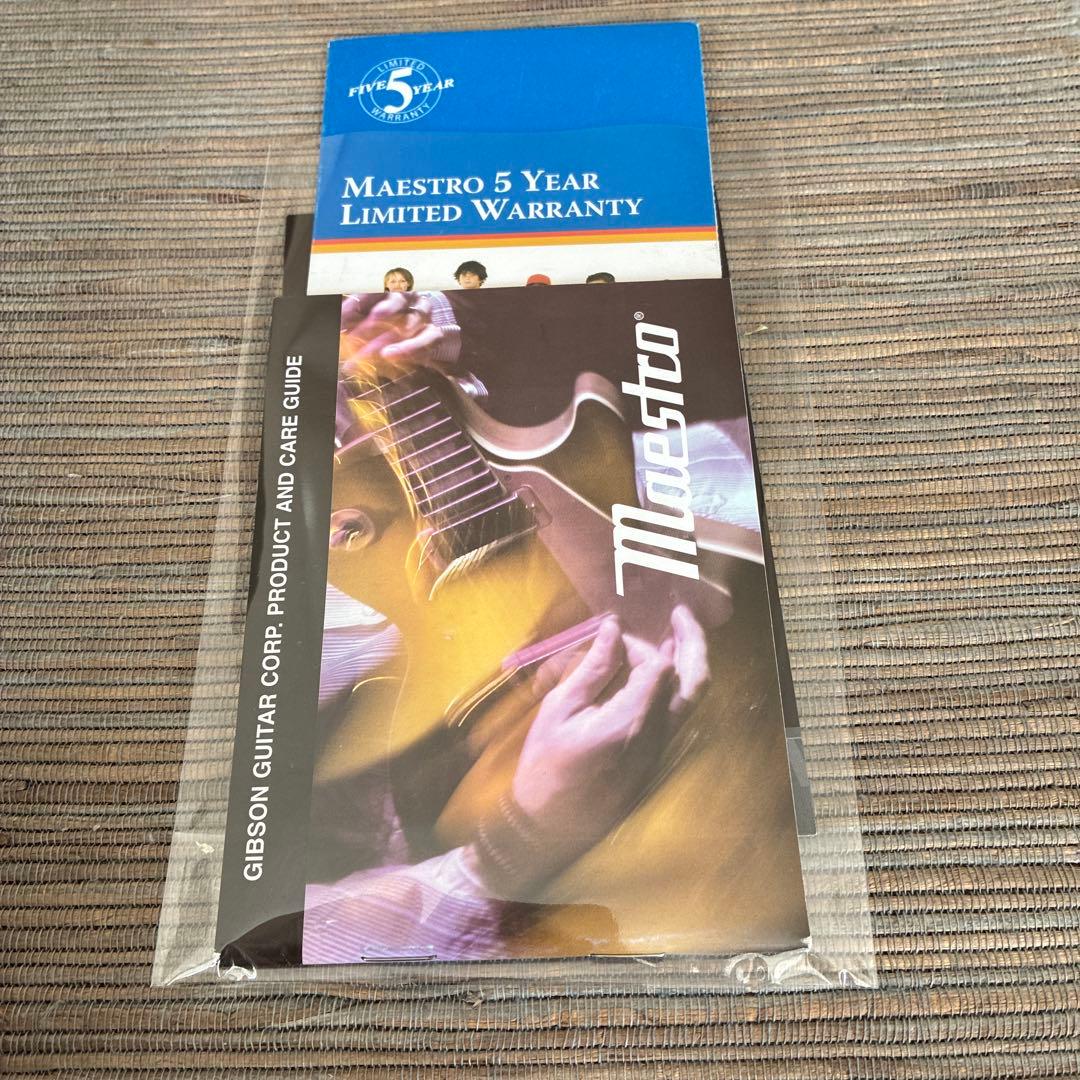 LIMITED
FIVE 5 YEAR
WARRANTY
MAESTRO 5 YEAR
LIMITED WARRANTY
GIBSON GUITAR CORP. PRODUCT AND CARE GUIDE
Maestro®